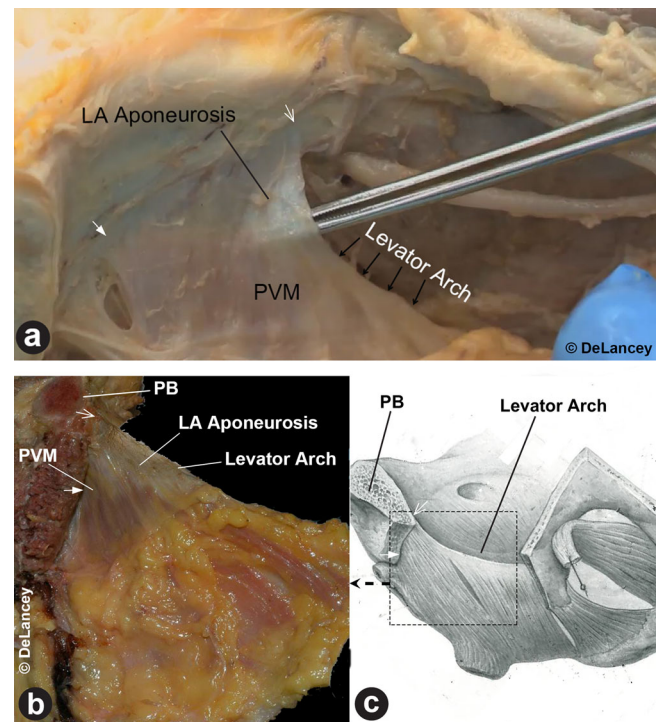 LA Aponeurosis
Levator Arch
PVM
a
© DeLancey
PB
LA Aponeurosis
Levator Arch
PVM
© DeLancey
b
PB
Levator Arch
c